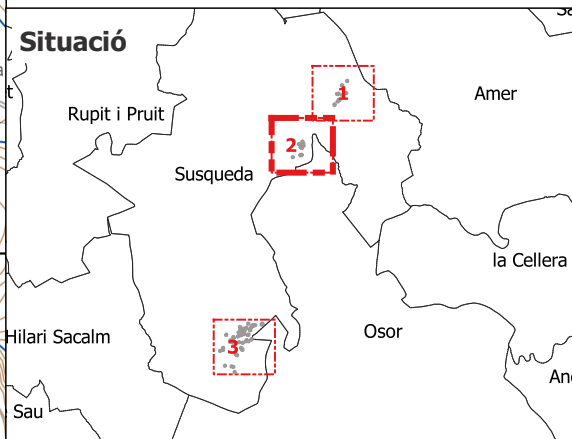 Situació
1
Amer
Rupit i Pruit
2
Susqueda
la Cellera
Hilari Sacalm
3
Osor
Sau